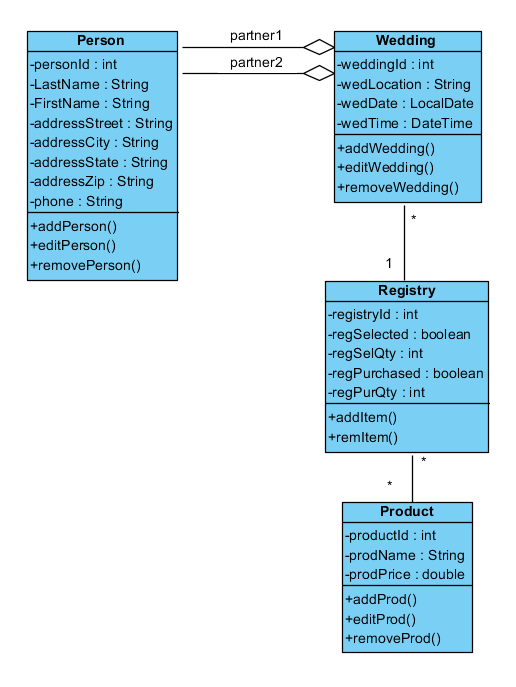 Person
-personId : int
-LastName : String
-FirstName : String
-addressStreet : String
-addressCity : String
-addressState : String
-addressZip : String
-phone : String
+addPerson()
+editPerson()
+removePerson()
partner1
partner2
Wedding
-weddingId : int
-wedLocation : String
-wedDate : LocalDate
-wedTime : DateTime
+addWedding()
+editWedding()
+removeWedding()
*
1
Registry
-registryId : int
-regSelected : boolean
-regSelQty : int
-regPurchased : boolean
-regPurQty : int
+addItem()
+remItem()
*
*
Product
-productId : int
-prodName : String
-prodPrice : double
+addProd()
+editProd()
+removeProd()